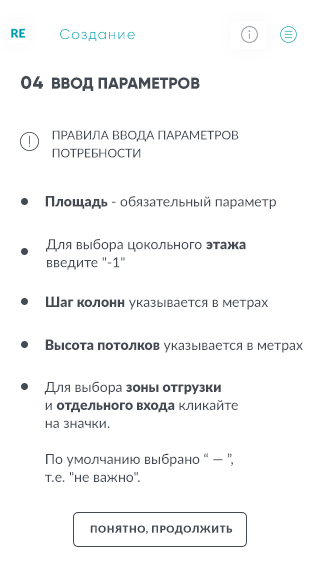 RE Создание
04 ВВОД ПАРАМЕТРОВ
ПРАВИЛА ВВОДА ПАРАМЕТРОВ
ПОТРЕБНОСТИ
• Площадь - обязательный параметр
• Для выбора цокольного этажа
введите "-1"
• Шаг колонн указывается в метрах
• Высота потолков указывается в метрах
• Для выбора зоны отгрузки
и отдельного входа кликайте
на значки.
По умолчанию выбрано “ — ”,
т.е. "не важно".
ПОНЯТНО, ПРОДОЛЖИТЬ